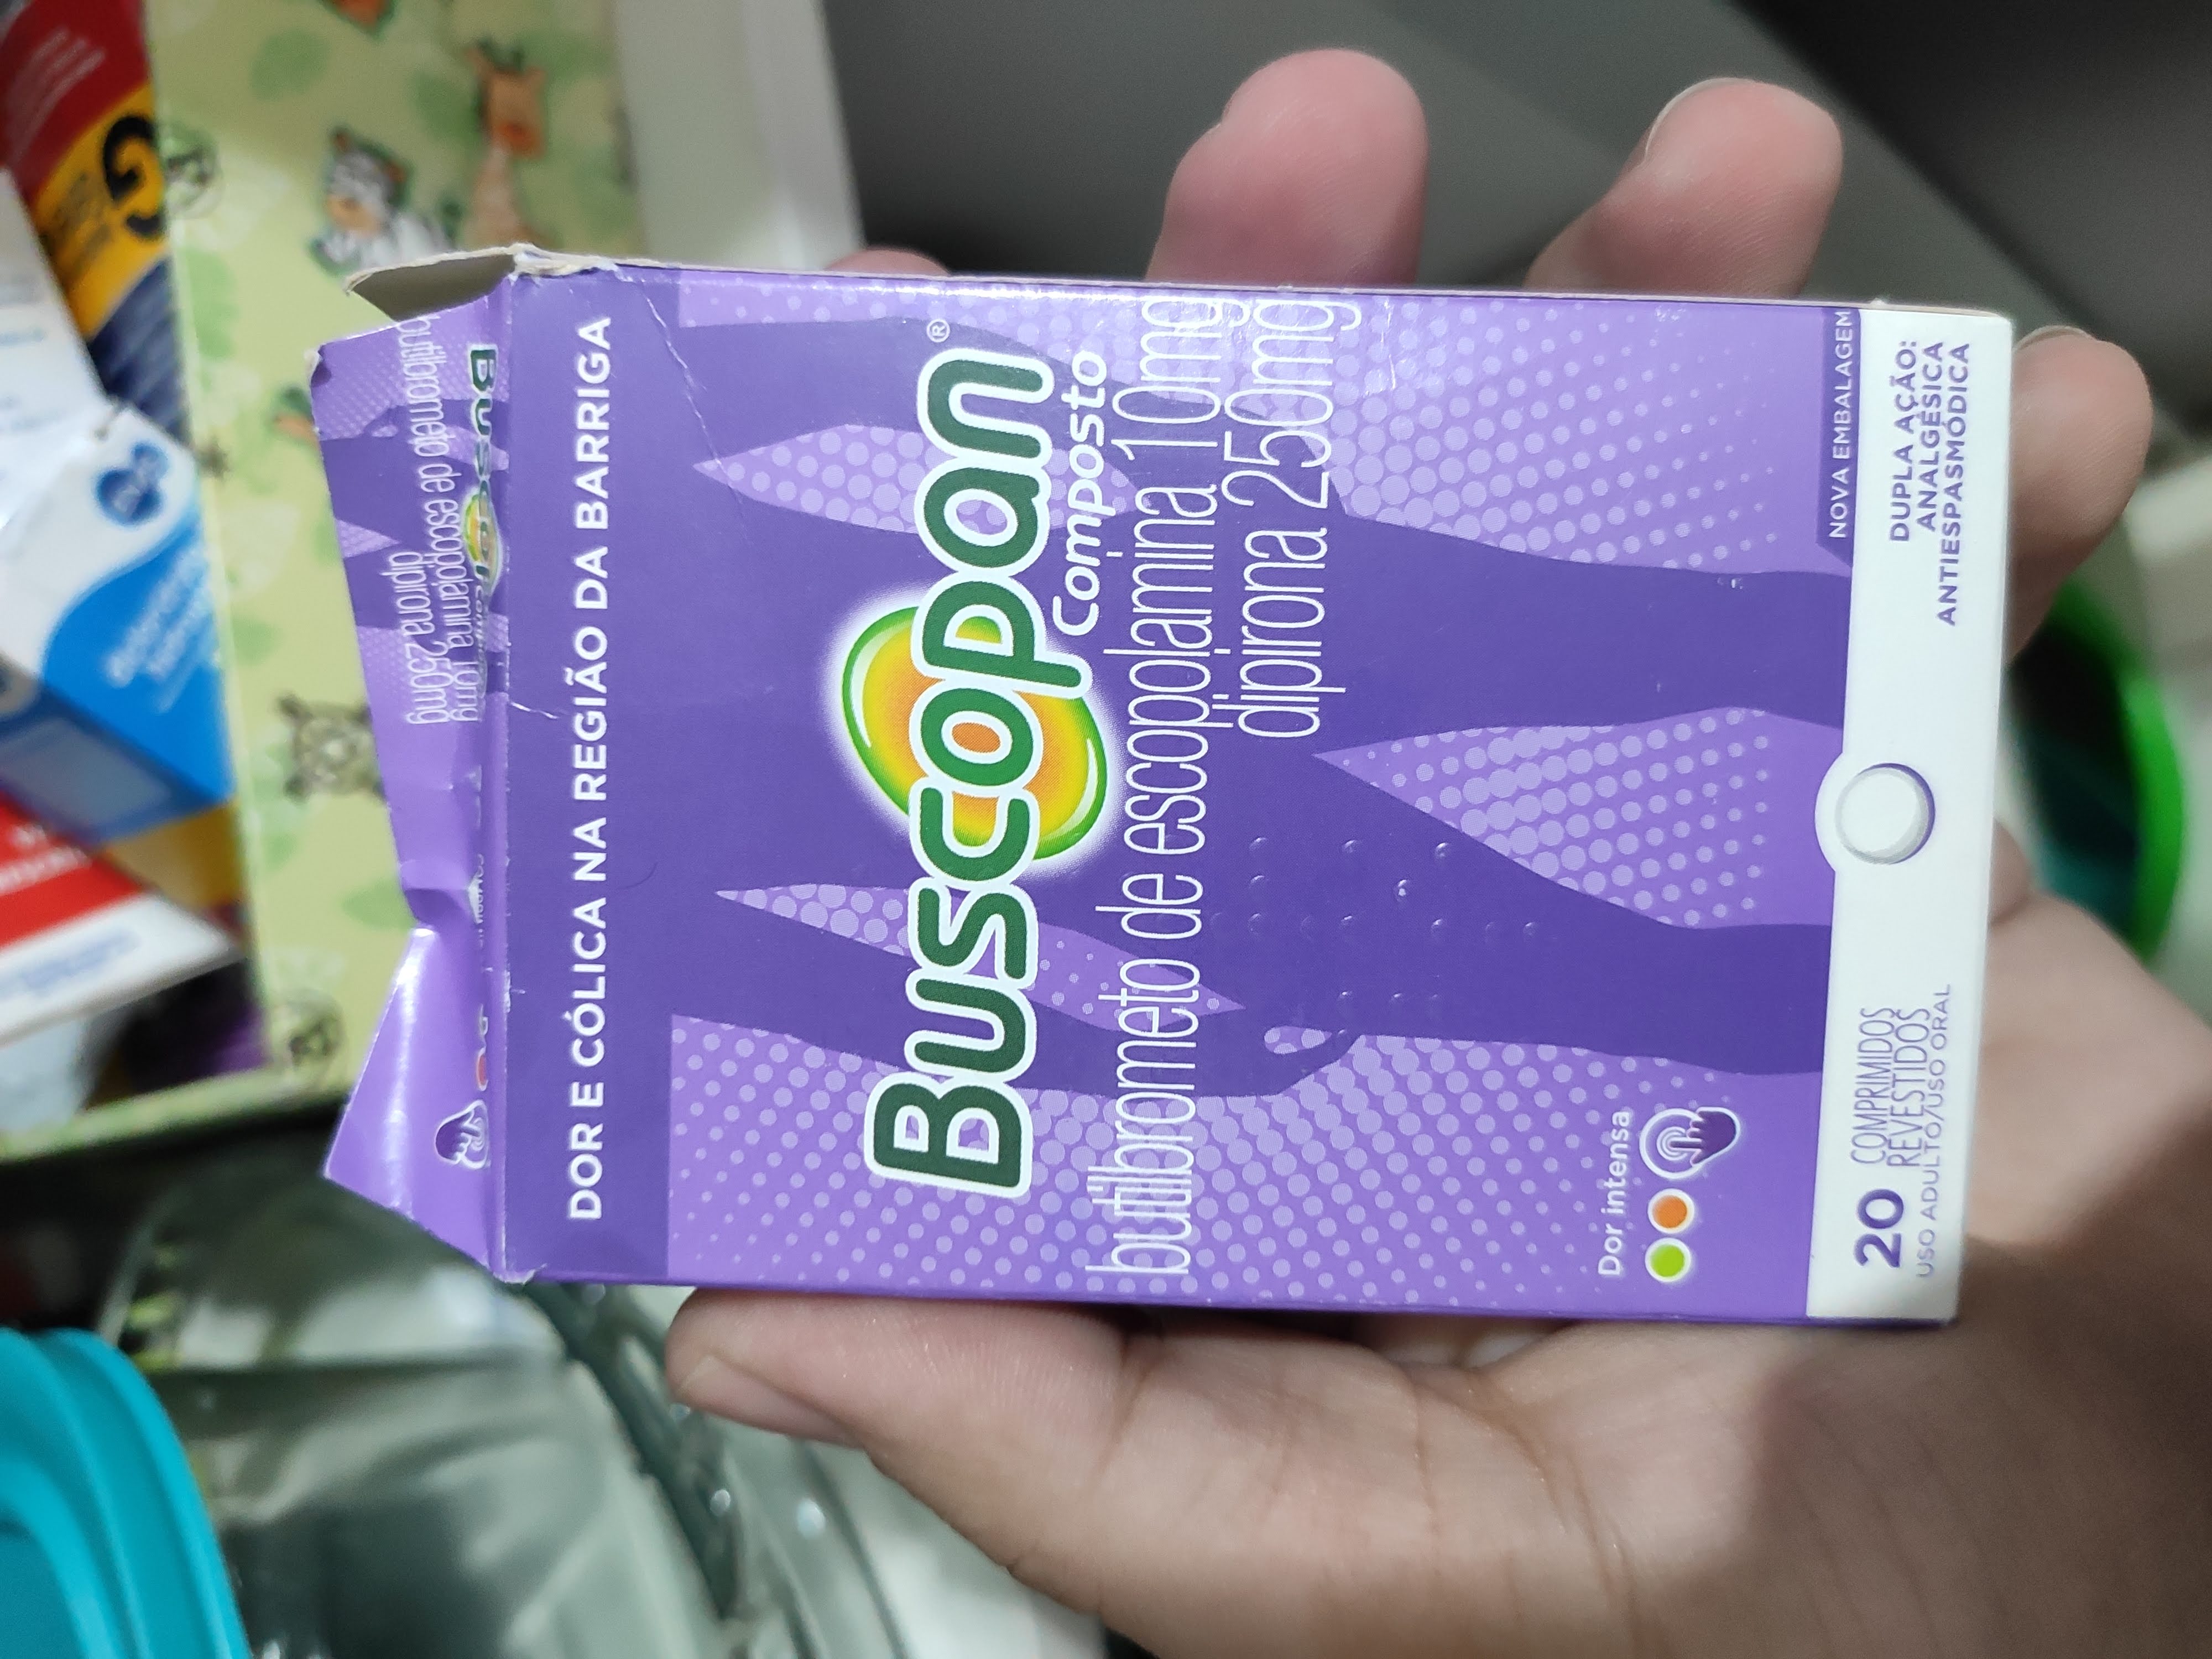 butilbrometo de escopolamina 10mg
dipirona 250mg
Buscopan
DOR E CÓLICA NA REGIÃO DA BARRIGA
Buscopan®
Composto
butilbrometo de escopolamina 10mg
dipirona 250mg
Dor intensa
NOVA EMBALAGEM
20 COMPRIMIDOS
REVESTIDOS
USO ADULTO/USO ORAL
DUPLA AÇÃO:
ANALGÉSICA
ANTIESPASMÓDICA